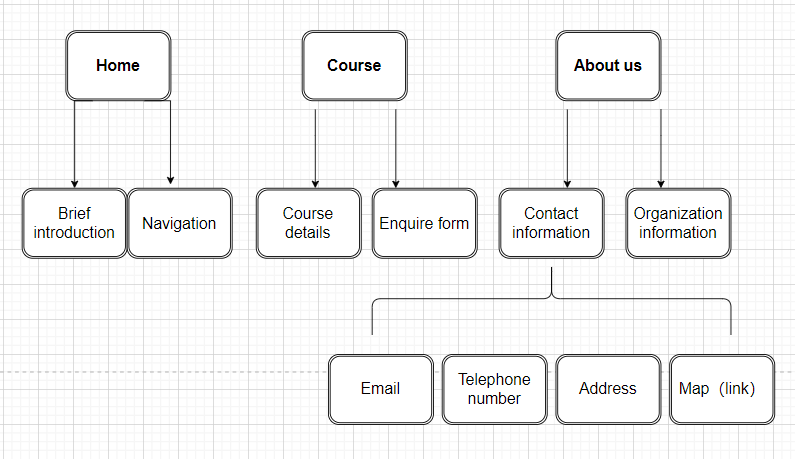 Home
Course
About us
Brief
introduction
Navigation
Course
details
Enquire form
Contact
information
Organization
information
Email
Telephone
number
Address
Map（link）